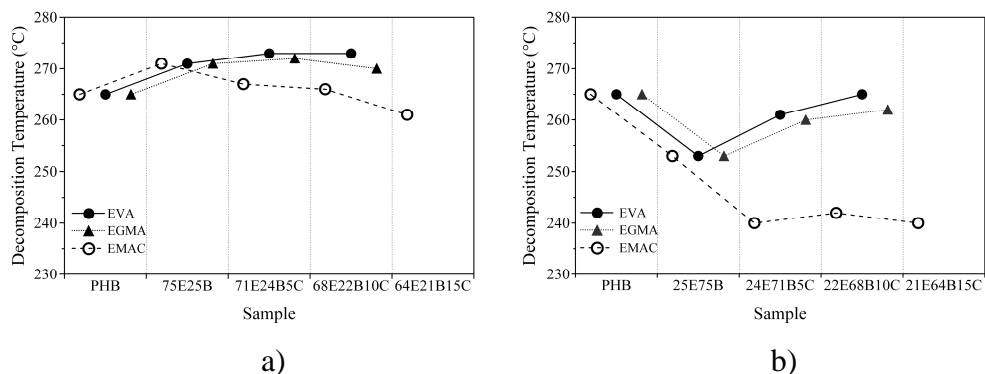 280
270
260
250
240
230
Decomposition Temperature (°C)
EVA
EGMA
EMAC
PHB 75E25B 71E24B5C 68E22B10C 64E21B15C
Sample
a)
280
270
260
250
240
230
Decomposition Temperature (°C)
EVA
EGMA
EMAC
PHB 25E75B 24E71B5C 22E68B10C 21E64B15C
Sample
b)